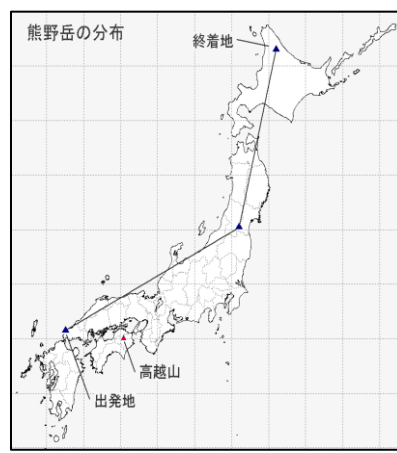 熊野岳の分布
終着地
高越山
出発地